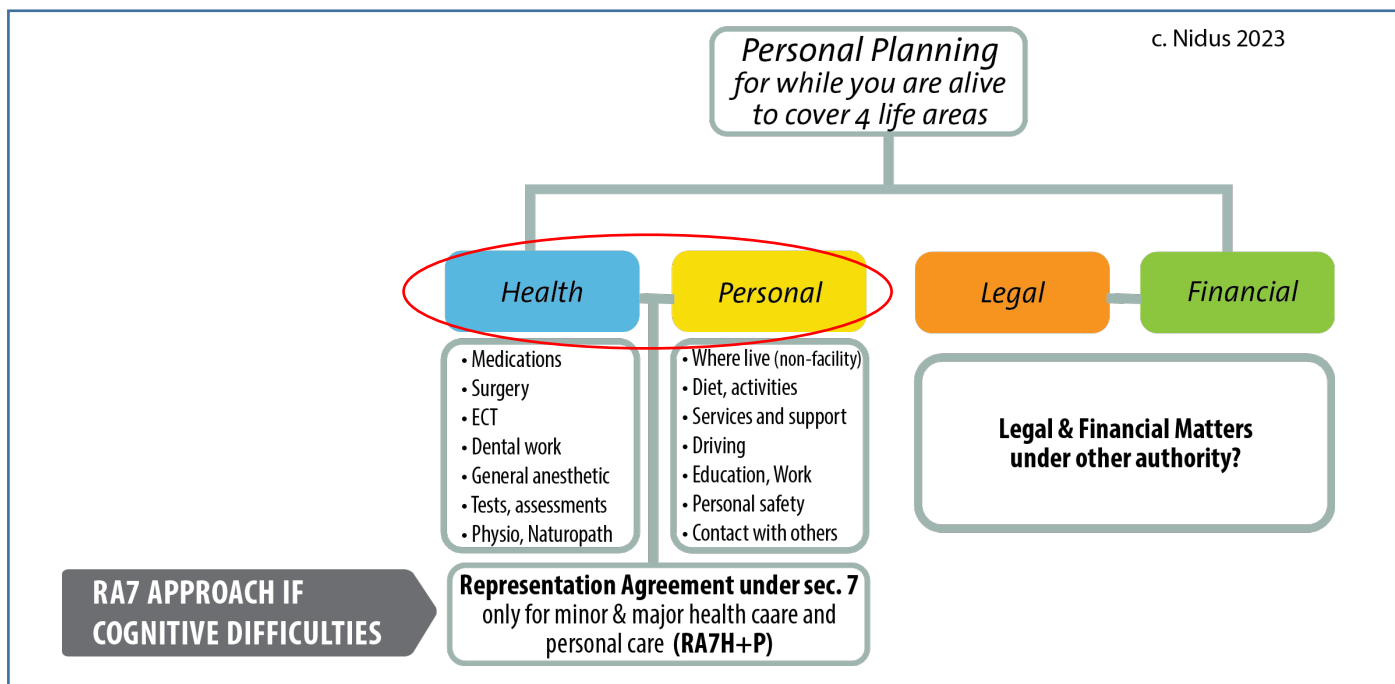 c. Nidus 2023
Personal Planning
for while you are alive
to cover 4 life areas
Health
Personal
Legal
Financial
• Medications
• Surgery
• ECT
• Dental work
• General anesthetic
• Tests, assessments
• Physio, Naturopath
• Where live (non-facility)
• Diet, activities
• Services and support
• Driving
• Education, Work
• Personal safety
• Contact with others
Legal & Financial Matters
under other authority?
RA7 APPROACH IF
COGNITIVE DIFFICULTIES
Representation Agreement under sec. 7
only for minor & major health caare and
personal care (RA7H+P)